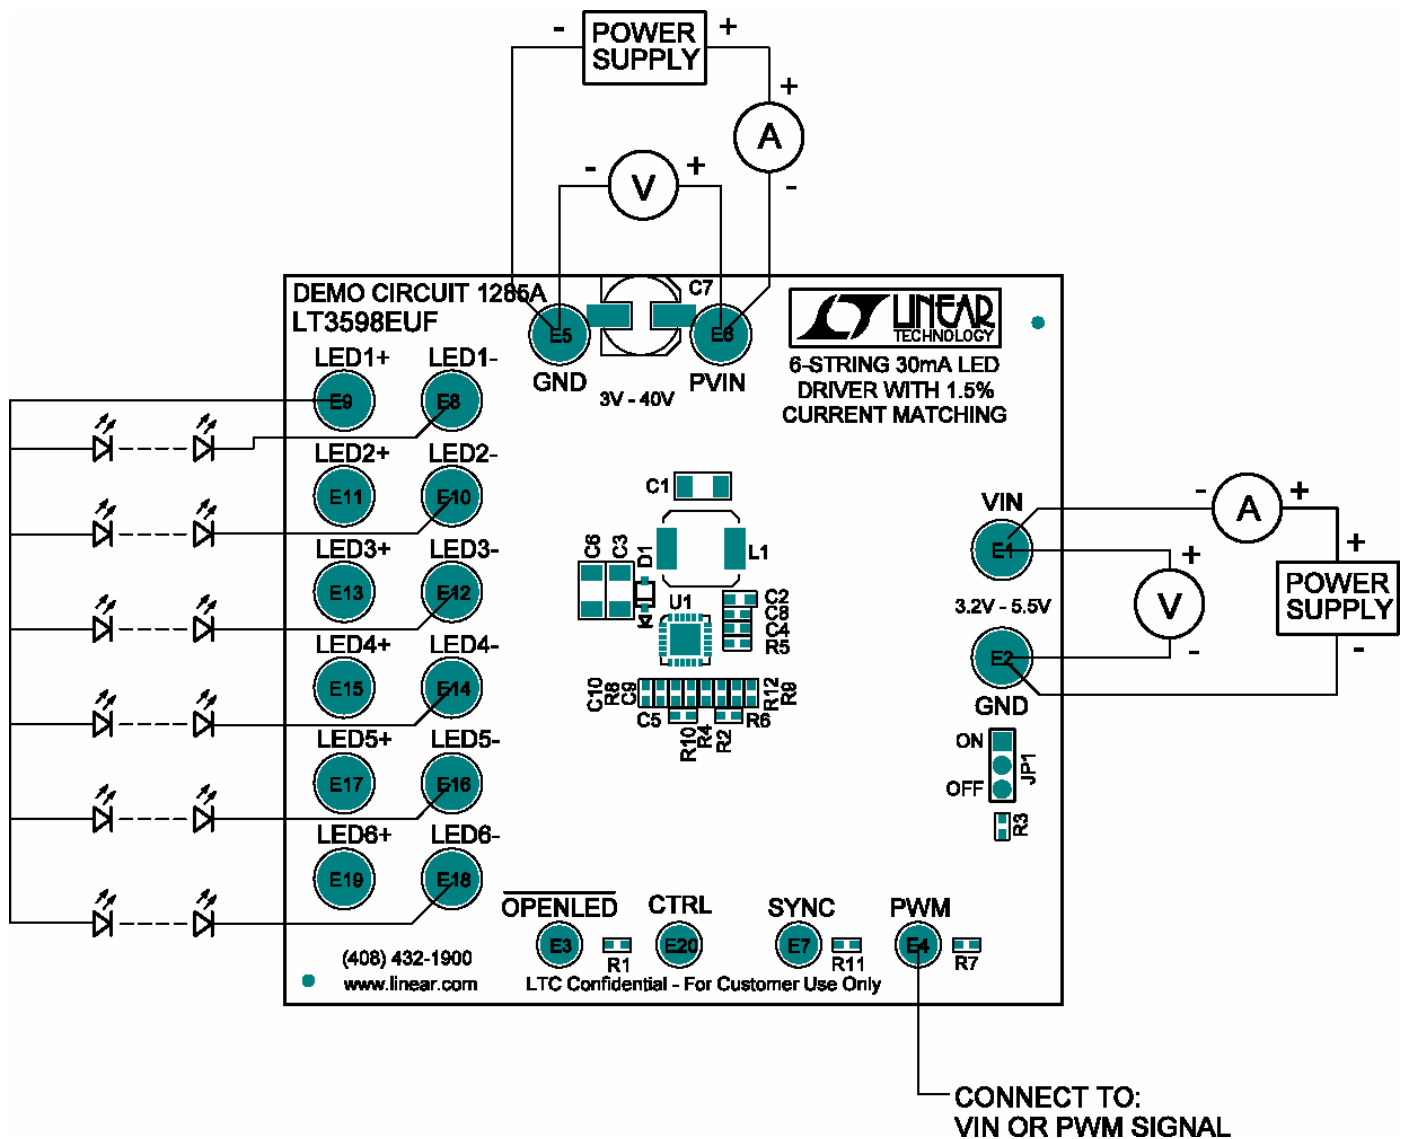 - POWER +
SUPPLY
+
A
-
- V +
DEMO CIRCUIT 1285A
LT3598EUF
C7
LINEAR
TECHNOLOGY
6-STRING 30mA LED
DRIVER WITH 1.5%
CURRENT MATCHING
E5
E6
GND
PVIN
3V - 40V
LED1+ LED1-
E9 E8
LED2+ LED2-
E11 E10
LED3+ LED3-
E13 E12
LED4+ LED4-
E15 E14
LED5+ LED5-
E17 E16
LED6+ LED6-
E19 E18
C1
C6
C3
D1
L1
U1
C2
C8
C4
R5
C10
R8
C9
R12
R9
C5
R10
R4
R2
R6
VIN
E1
3.2V - 5.5V
E2
GND
- A +
+
V
-
+
POWER
SUPPLY
-
ON
OFF
JP1
R3
OPENLED CTRL SYNC PWM
E3 E20 E7 E4
R1 R11 R7
(408) 432-1900
www.linear.com
LTC Confidential - For Customer Use Only
CONNECT TO:
VIN OR PWM SIGNAL